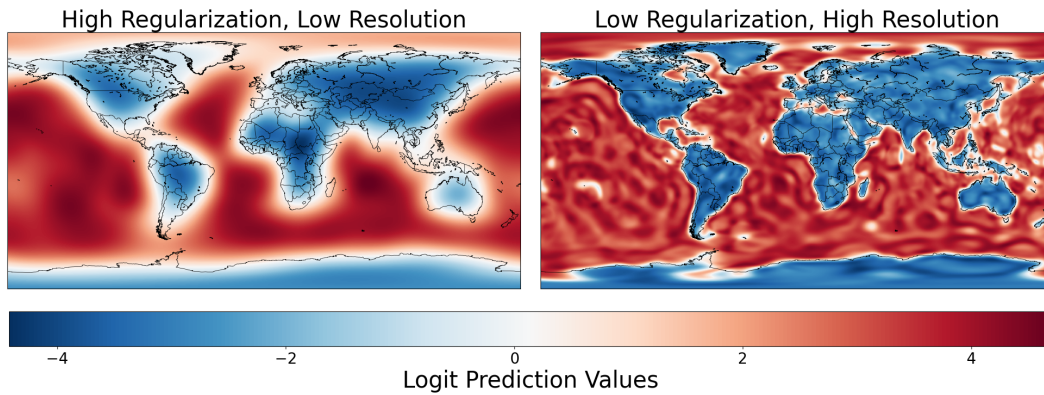 High Regularization, Low Resolution
Low Regularization, High Resolution
−4 −2 0 2 4
Logit Prediction Values